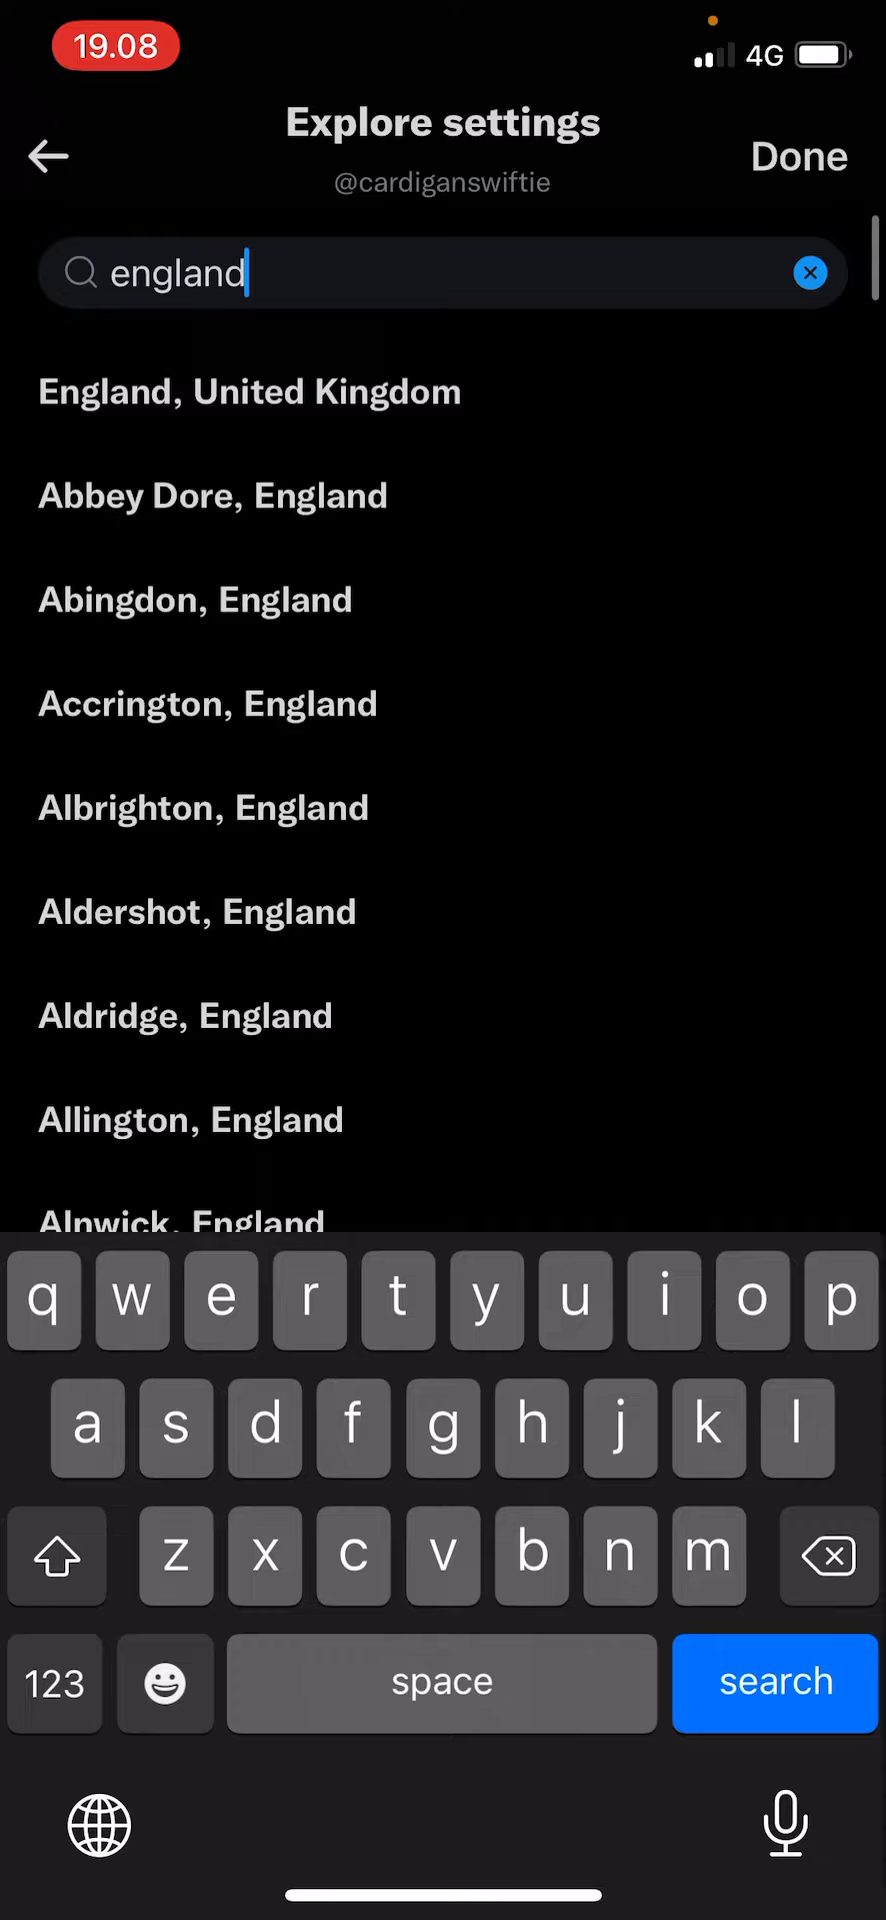 19.08
4G
Explore settings
@cardiganswiftie
Done
england
England, United Kingdom
Abbey Dore, England
Abingdon, England
Accrington, England
Albrighton, England
Aldershot, England
Aldridge, England
Allington, England
Alnwick, England
q w e r t y u i o p
a s d f g h j k l
z x c v b n m
123 space search